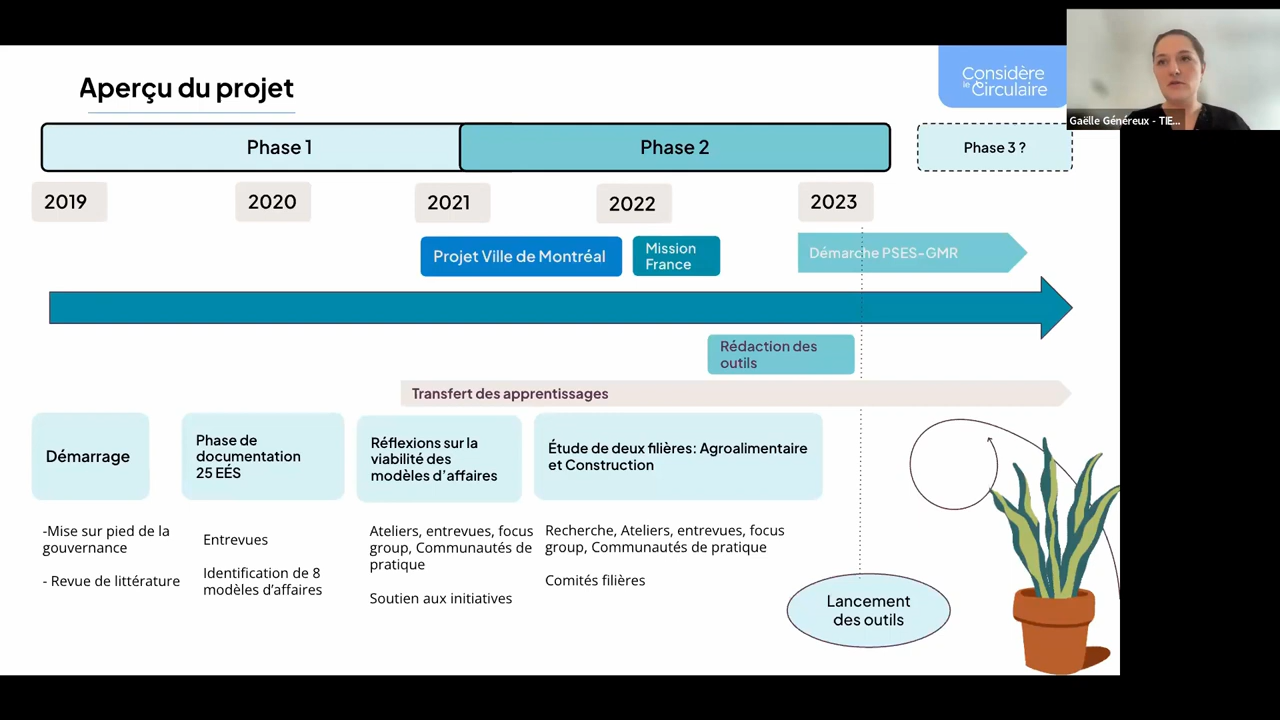 Aperçu du projet
Considère
le Circulaire
Gaëlle Généreux - TIE...
Phase 1
Phase 2
Phase 3 ?
2019
2020
2021
2022
2023
Projet Ville de Montréal
Mission
France
Démarche PSES-GMR
Rédaction des
outils
Transfert des apprentissages
Démarrage
Phase de
documentation
25 EÉS
Réflexions sur la
viabilité des
modèles d’affaires
Étude de deux filières: Agroalimentaire
et Construction
-Mise sur pied de la
gouvernance
- Revue de littérature
Entrevues
Identification de 8
modèles d’affaires
Ateliers, entrevues, focus
group, Communautés de
pratique
Soutien aux initiatives
Recherche, Ateliers, entrevues, focus
group, Communautés de pratique
Comités filières
Lancement
des outils